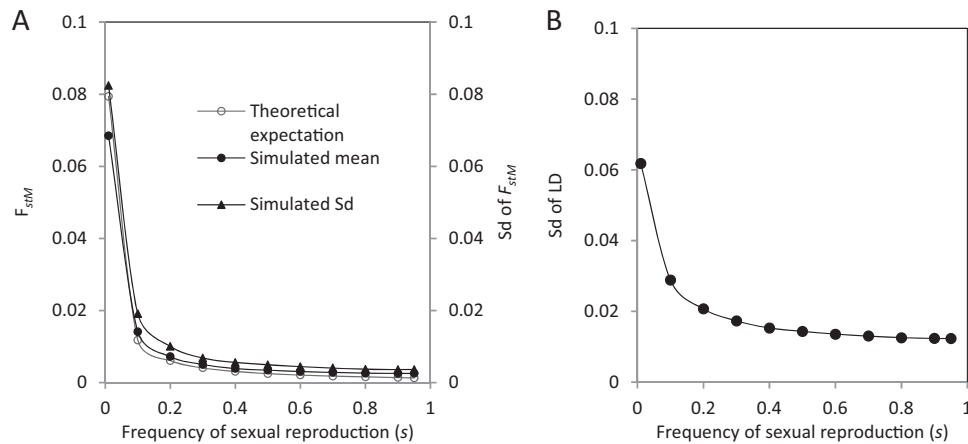 A
0.1
0.08
0.06
0.04
0.02
0
F_stM
0.1
0.08
0.06
0.04
0.02
0
Sd of F_stM
0 0.2 0.4 0.6 0.8 1
Frequency of sexual reproduction (s)
Theoretical
expectation
Simulated mean
Simulated Sd
B
0.1
0.08
0.06
0.04
0.02
0
Sd of LD
0 0.2 0.4 0.6 0.8 1
Frequency of sexual reproduction (s)